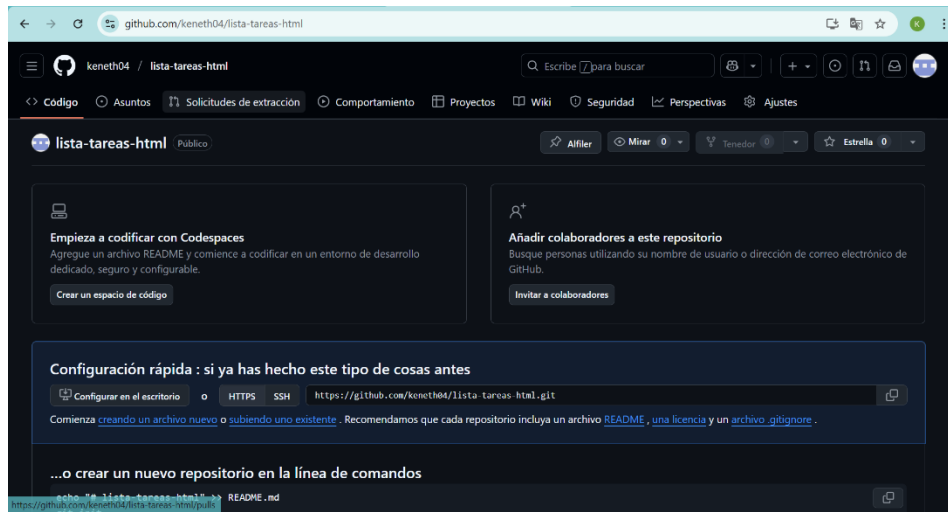 github.com/keneth04/lista-tareas-html
K
keneth04 / lista-tareas-html
Escribe / para buscar
Código Asuntos Solicitudes de extracción Comportamiento Proyectos Wiki Seguridad Perspectivas Ajustes
lista-tareas-html Público
Alfiler Mirar 0 Tenedor 0 Estrella 0
Empieza a codificar con Codespaces
Agregue un archivo README y comience a codificar en un entorno de desarrollo
dedicado, seguro y configurable.
Crear un espacio de código
Añadir colaboradores a este repositorio
Busque personas utilizando su nombre de usuario o dirección de correo electrónico de
GitHub.
Invitar a colaboradores
Configuración rápida : si ya has hecho este tipo de cosas antes
Configurar en el escritorio o HTTPS SSH https://github.com/keneth04/lista-tareas-html.git
Comienza creando un archivo nuevo o subiendo uno existente . Recomendamos que cada repositorio incluya un archivo README , una licencia y un archivo .gitignore .
...o crear un nuevo repositorio en la línea de comandos
echo "# lista-tareas-html" >> README.md
https://github.com/keneth04/lista-tareas-html/pulls